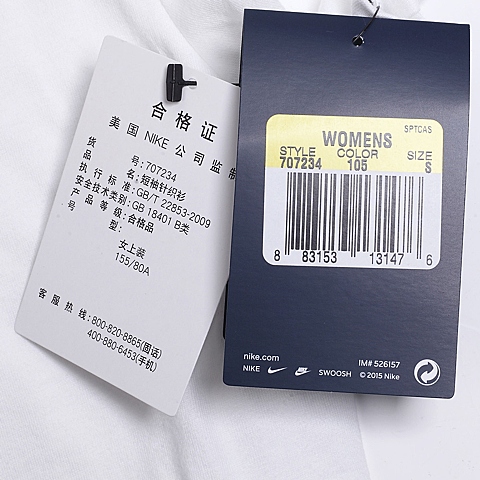 合格证
美国 NIKE 公司监制
货号:707234
品名:短袖针织衫
执行标准:GB/T 22853-2009
安全技术类别:GB 18401 B类
产品等级:合格品
号型:
女上装
155/80A
客服热线:800-820-8865(固话)
400-880-6453(手机)
SPTCAS
WOMENS
STYLE COLOR SIZE
707234 105 S
8 83153 13147 6
nike.com IM# 526157
NIKE SWOOSH © 2015 Nike